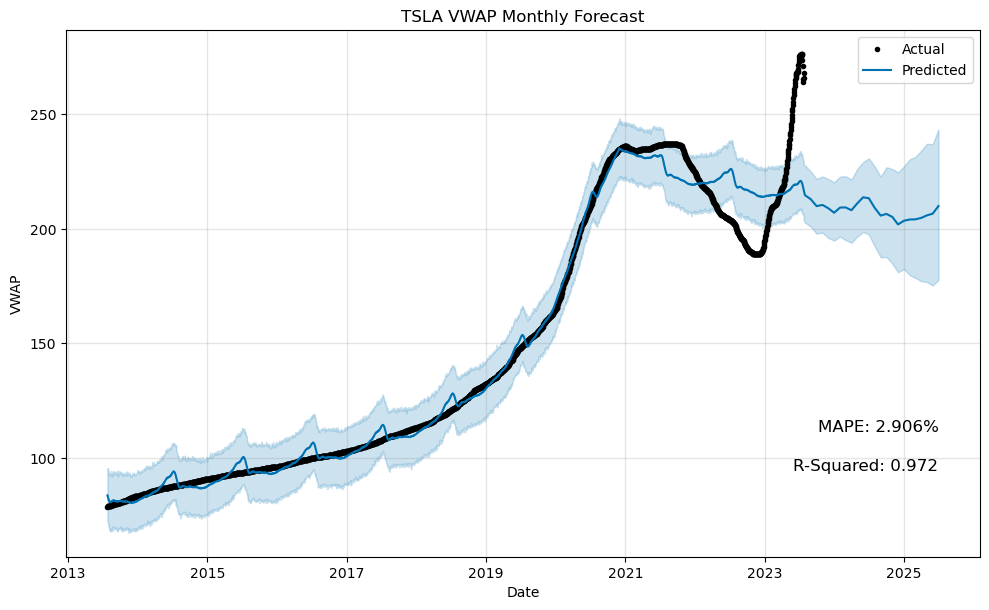 TSLA VWAP Monthly Forecast
Actual
Predicted
250
200
150
100
VWAP
MAPE: 2.906%
R-Squared: 0.972
2013
2015
2017
2019
2021
2023
2025
Date